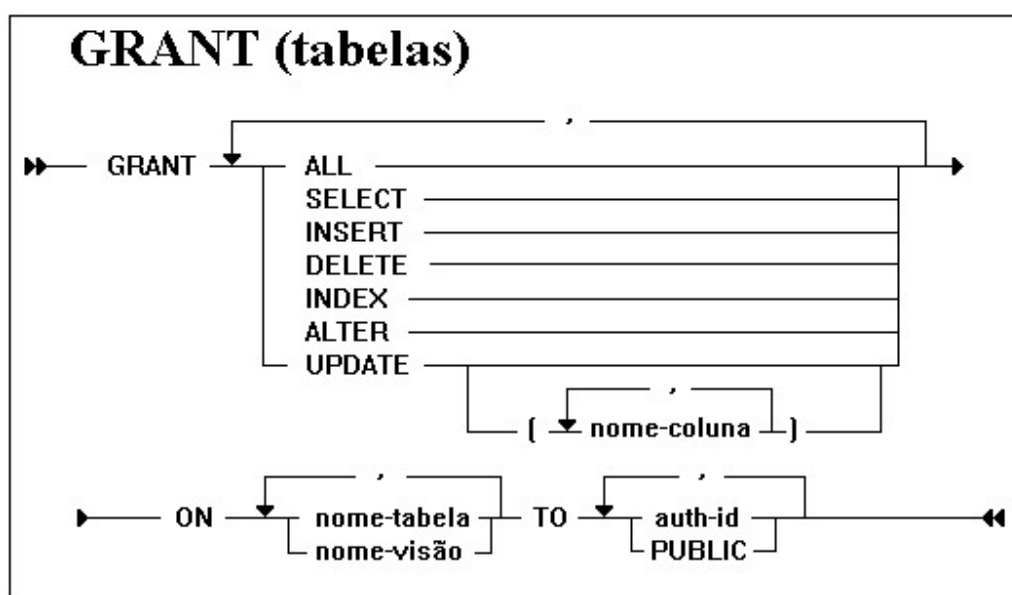 GRANT (tabelas)
,
GRANT ALL
SELECT
INSERT
DELETE
INDEX
ALTER
UPDATE
,
( nome-coluna )
, ,
ON nome-tabela TO auth-id
nome-visão PUBLIC